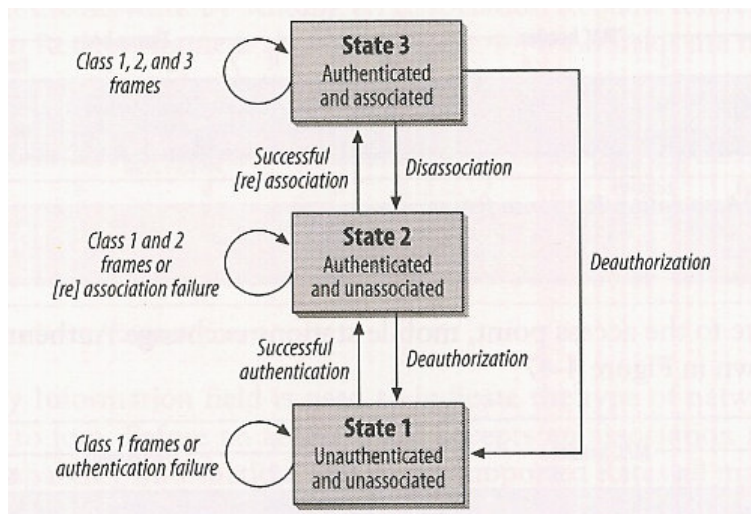 State 3
Authenticated
and associated
Class 1, 2, and 3
frames
Successful
[re] association
Disassociation
State 2
Authenticated
and unassociated
Class 1 and 2
frames or
[re] association failure
Deauthorization
Successful
authentication
Deauthorization
State 1
Unauthenticated
and unassociated
Class 1 frames or
authentication failure